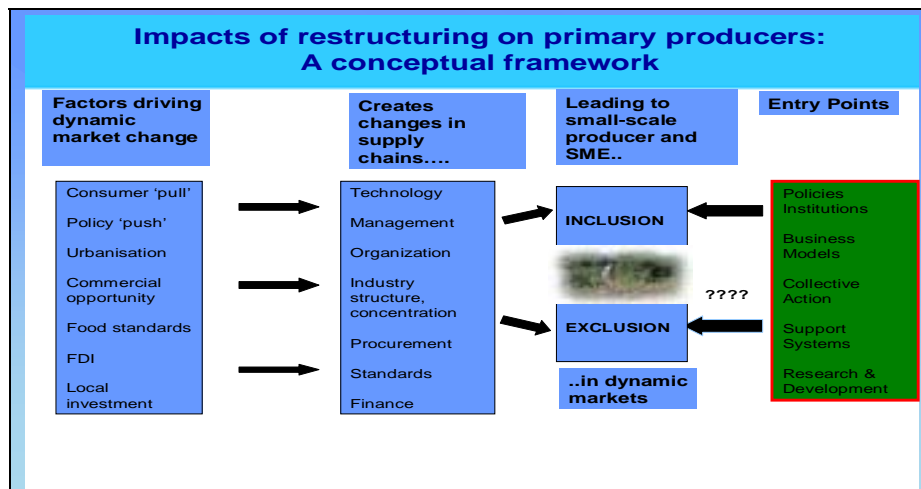 Impacts of restructuring on primary producers:
A conceptual framework
Factors driving
dynamic
market change
Creates
changes in
supply
chains....
Leading to
small-scale
producer and
SME..
Entry Points
Consumer ‘pull’
Policy ‘push’
Urbanisation
Commercial
opportunity
Food standards
FDI
Local
investment
Technology
Management
Organization
Industry
structure,
concentration
Procurement
Standards
Finance
INCLUSION
EXCLUSION
..in dynamic
markets
????
Policies
Institutions
Business
Models
Collective
Action
Support
Systems
Research &
Development